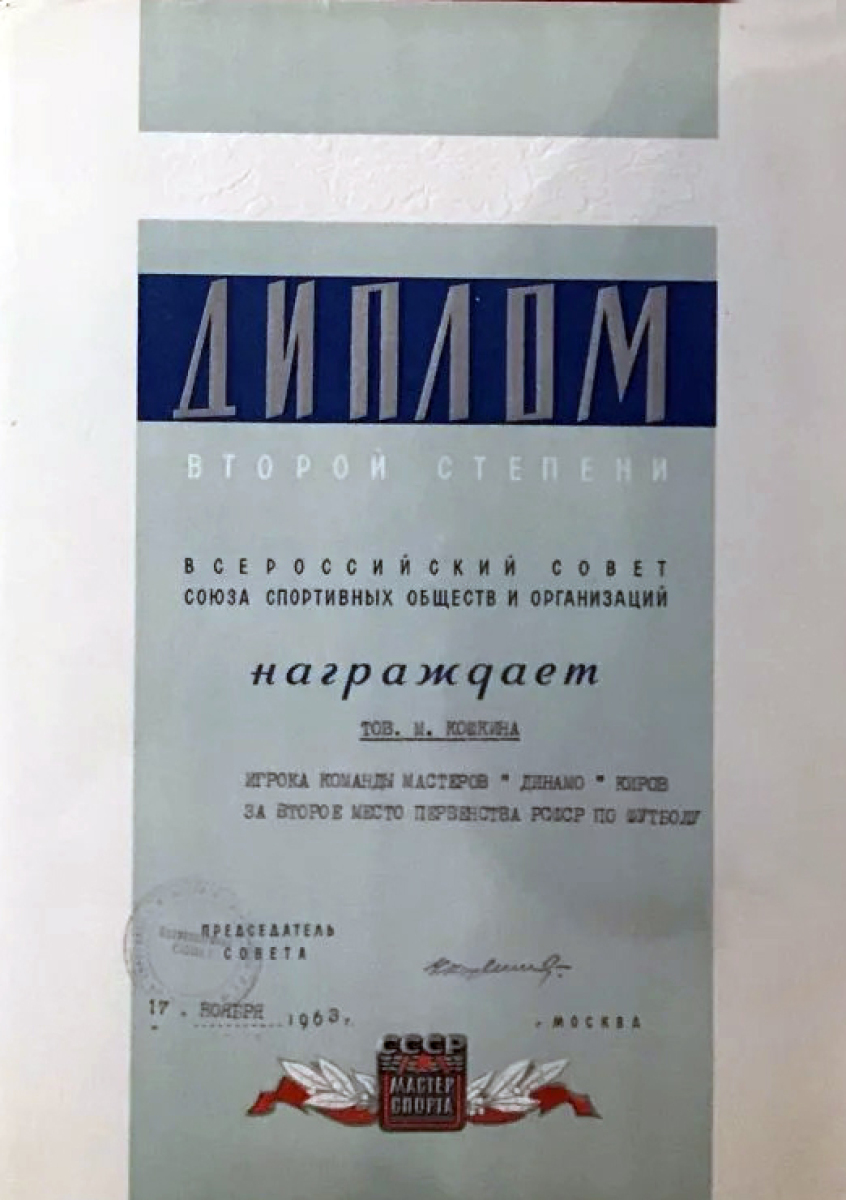 ДИПЛОМ
ВТОРОЙ СТЕПЕНИ
ВСЕРОССИЙСКИЙ СОВЕТ
СОЮЗА СПОРТИВНЫХ ОБЩЕСТВ И ОРГАНИЗАЦИЙ
награждает
ТОВ. М. КОШКИНА
ИГРОКА КОМАНДЫ МАСТЕРОВ " ДИНАМО " КИРОВ
ЗА ВТОРОЕ МЕСТО ПЕРВЕНСТВА РСФСР ПО ФУТБОЛУ
ПРЕДСЕДАТЕЛЬ
СОВЕТА
17 . НОЯБРЯ 1963 г.
г МОСКВА
СССР
МАСТЕР
СПОРТА